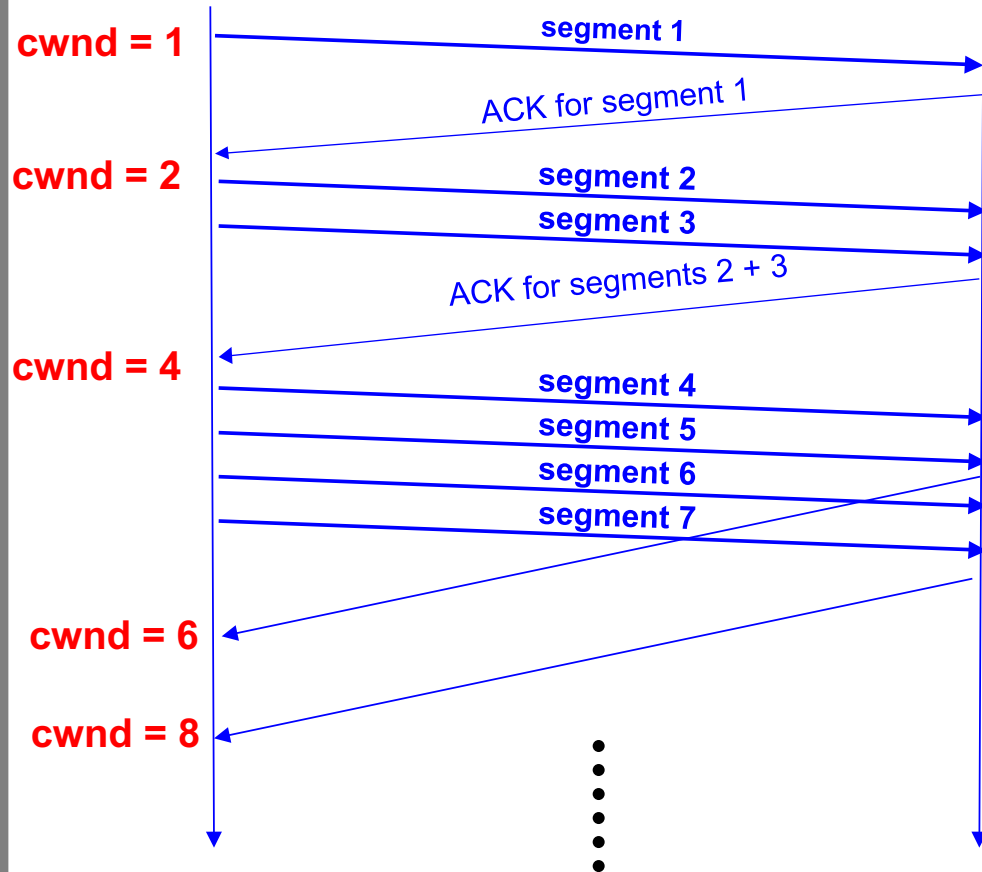 cwnd = 1
segment 1
ACK for segment 1
cwnd = 2
segment 2
segment 3
ACK for segments 2 + 3
cwnd = 4
segment 4
segment 5
segment 6
segment 7
cwnd = 6
cwnd = 8